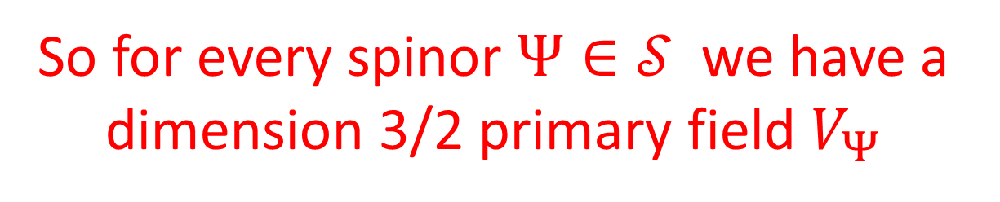 So for every spinor Ψ ∈ 𝒮 we have a
dimension 3/2 primary field V_Ψ